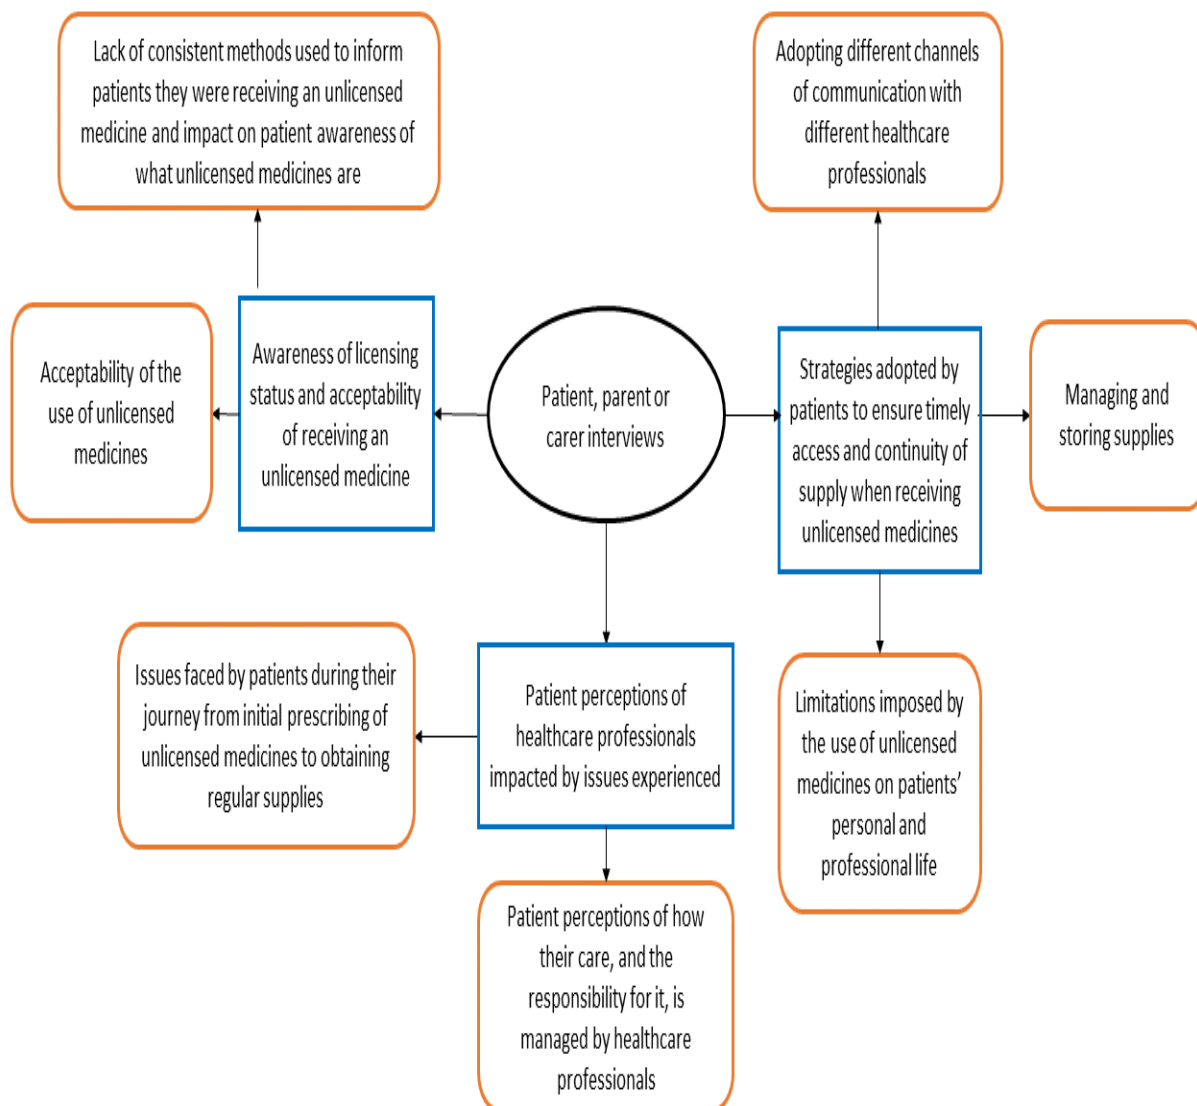 Lack of consistent methods used to inform
patients they were receiving an unlicensed
medicine and impact on patient awareness of
what unlicensed medicines are
Adopting different channels
of communication with
different healthcare
professionals
Acceptability of the
use of unlicensed
medicines
Awareness of licensing
status and acceptability
of receiving an
unlicensed medicine
Patient, parent or
carer interviews
Strategies adopted by
patients to ensure timely
access and continuity of
supply when receiving
unlicensed medicines
Managing and
storing supplies
Issues faced by patients during their
journey from initial prescribing of
unlicensed medicines to obtaining
regular supplies
Patient perceptions of
healthcare professionals
impacted by issues experienced
Limitations imposed by
the use of unlicensed
medicines on patients’
personal and
professional life
Patient perceptions of how
their care, and the
responsibility for it, is
managed by healthcare
professionals